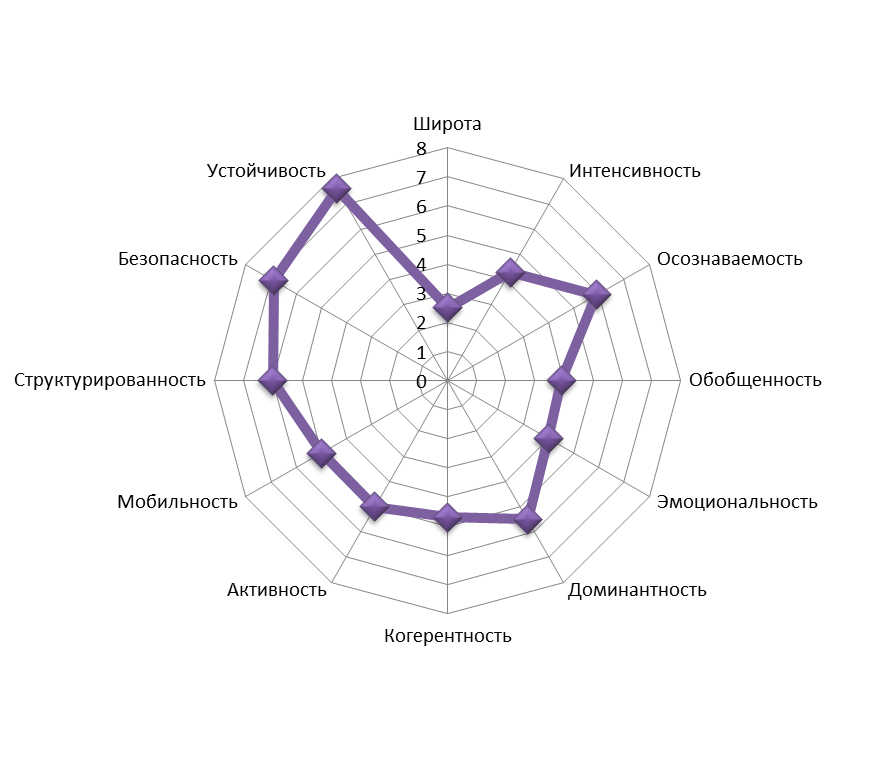 Широта
8
Устойчивость
Интенсивность
7
6
5
Безопасность
Осознаваемость
4
3
2
1
Структурированность
0
Обобщенность
Мобильность
Эмоциональность
Активность
Доминантность
Когерентность